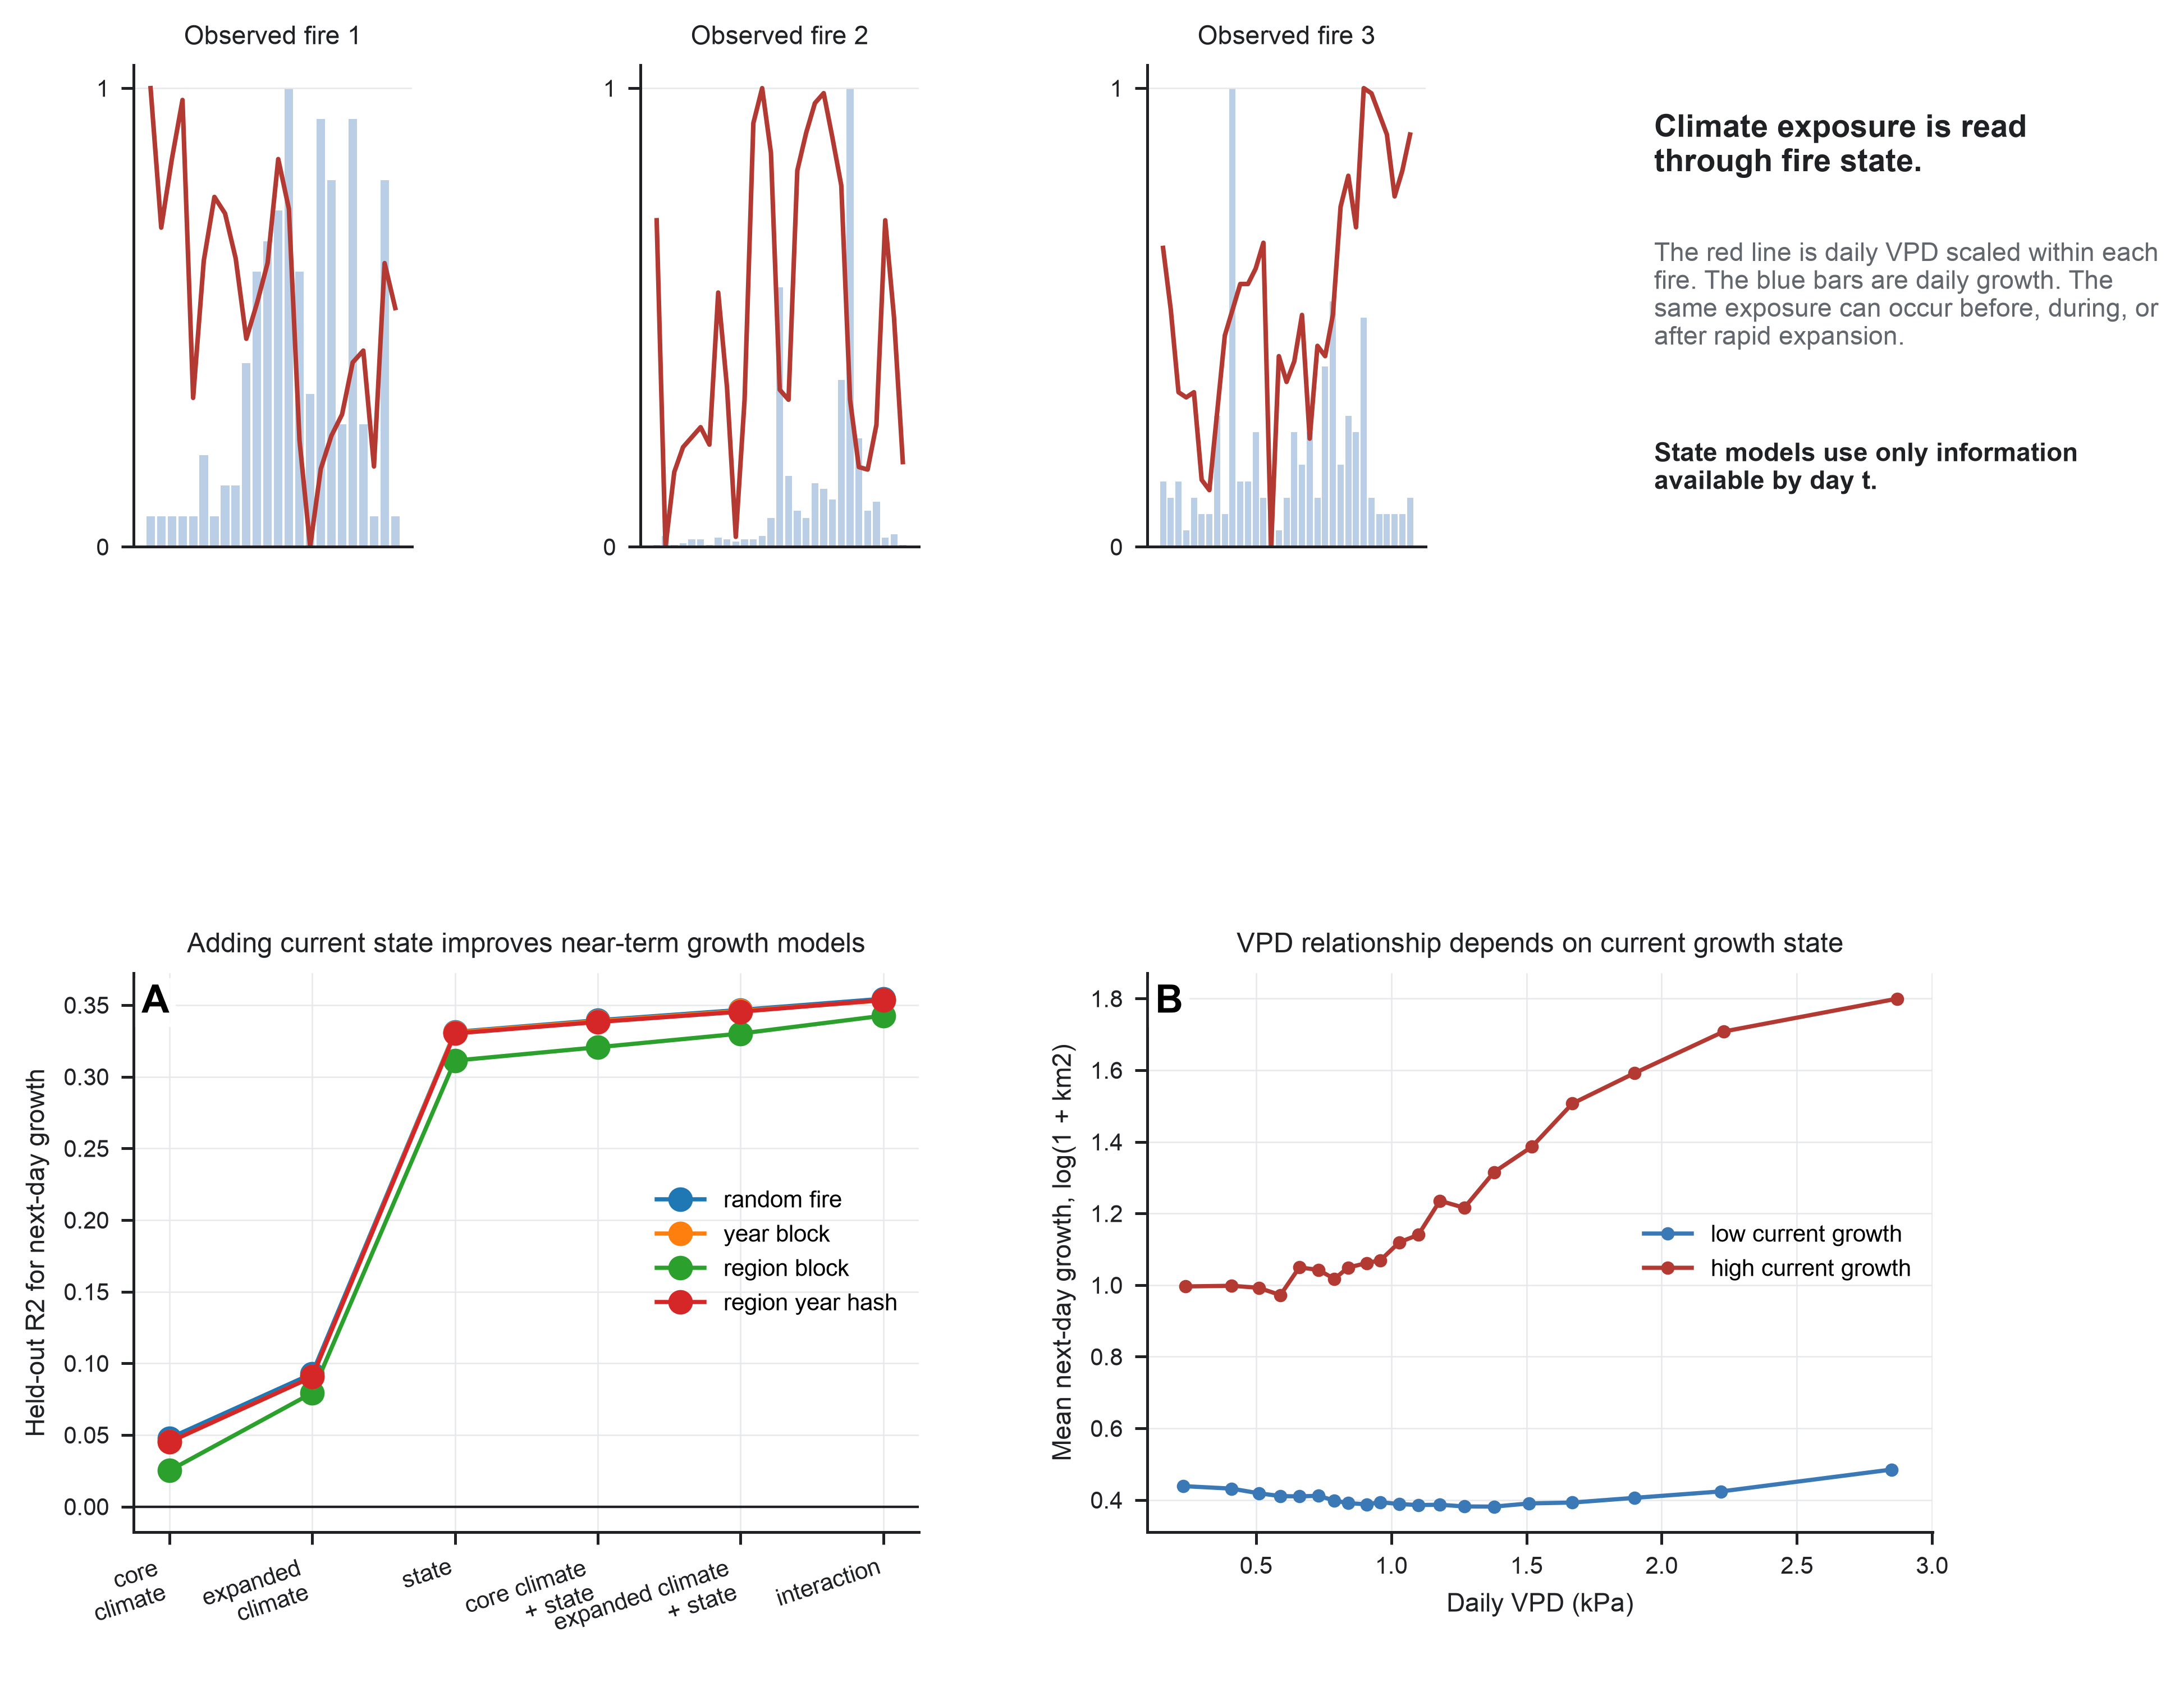 Observed fire 1
Observed fire 2
Observed fire 3
1
0
1
0
1
0
Climate exposure is read
through fire state.
The red line is daily VPD scaled within each
fire. The blue bars are daily growth. The
same exposure can occur before, during, or
after rapid expansion.
State models use only information
available by day t.
Adding current state improves near-term growth models
A
Held-out R2 for next-day growth
0.35
0.30
0.25
0.20
0.15
0.10
0.05
0.00
random fire
year block
region block
region year hash
core
climate
expanded
climate
state
core climate
+ state
expanded climate
+ state
interaction
VPD relationship depends on current growth state
B
Mean next-day growth, log(1 + km2)
1.8
1.6
1.4
1.2
1.0
0.8
0.6
0.4
low current growth
high current growth
0.5
1.0
1.5
2.0
2.5
3.0
Daily VPD (kPa)